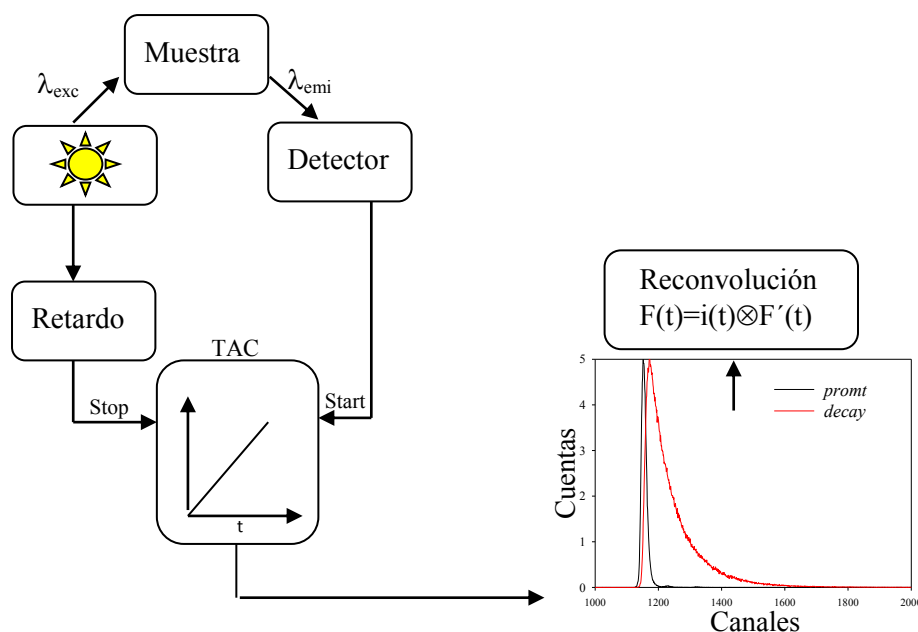 Muestra
λexc
λemi
Detector
Retardo
TAC
Stop
Start
t
Reconvolución
F(t)=i(t)⊗F´(t)
5
4
3
2
1
0
Cuentas
promt
decay
1000 1200 1400 1600 1800 2000
Canales